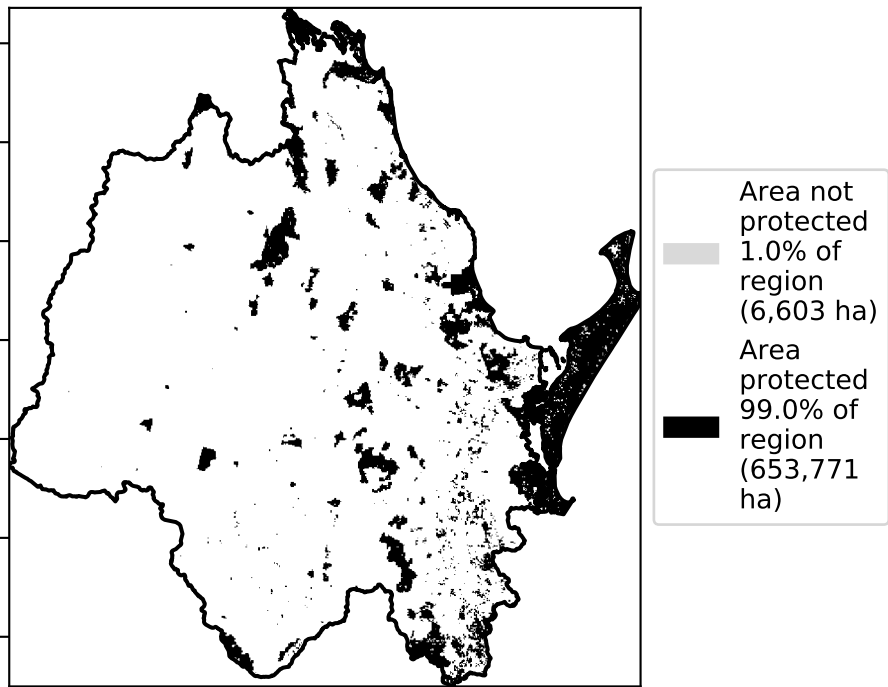 Area not
protected
1.0% of
region
(6,603 ha)
Area
protected
99.0% of
region
(653,771
ha)